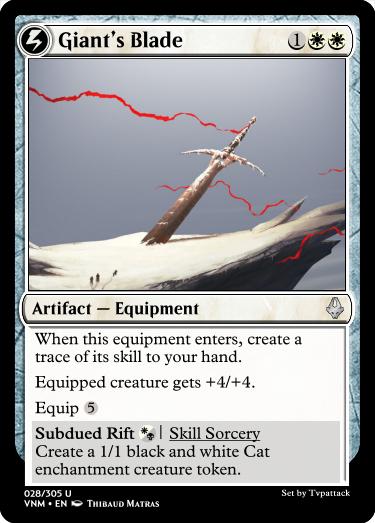 Giant's Blade 1
Artifact — Equipment
When this equipment enters, create a
trace of its skill to your hand.
Equipped creature gets +4/+4.
Equip 5
Subdued Rift | Skill Sorcery
Create a 1/1 black and white Cat
enchantment creature token.
028/305 U
Set by Tvpattack
VNM • EN Thibaud Matras